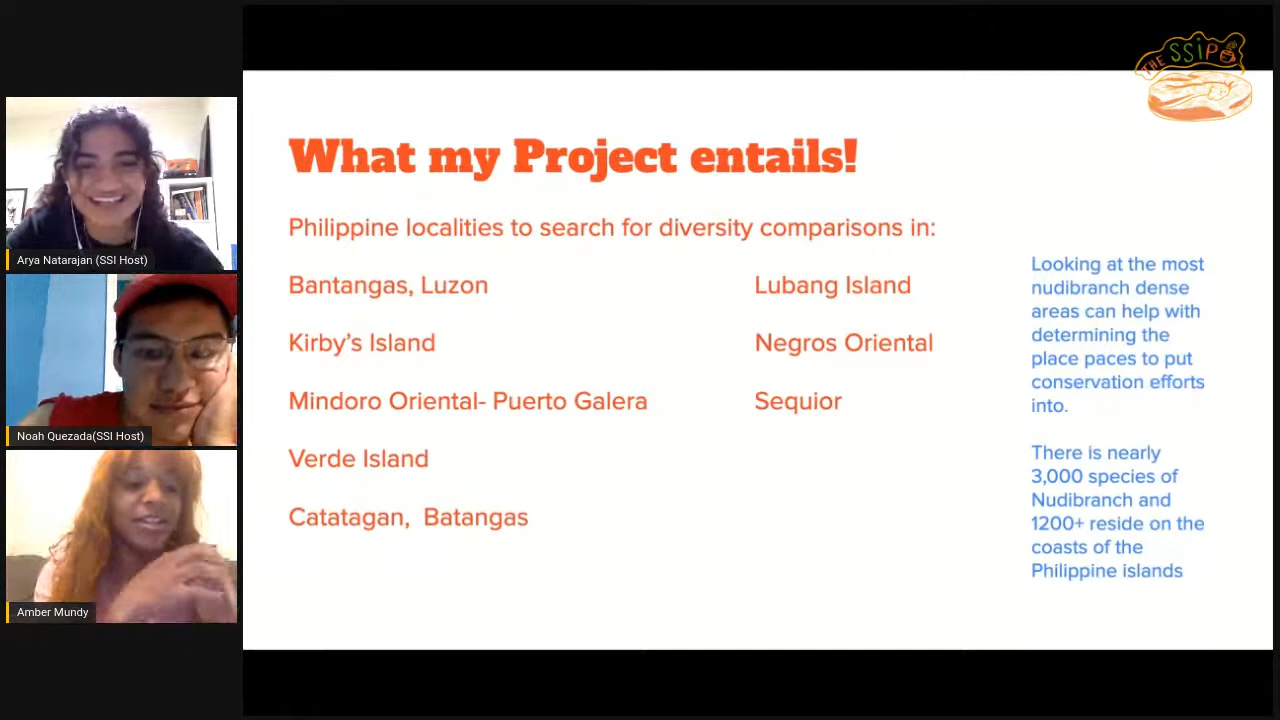 THE SSiP
What my Project entails!
Philippine localities to search for diversity comparisons in:
Bantangas, Luzon
Kirby's Island
Mindoro Oriental- Puerto Galera
Verde Island
Catatagan, Batangas
Lubang Island
Negros Oriental
Sequior
Looking at the most
nudibranch dense
areas can help with
determining the
place paces to put
conservation efforts
into.
There is nearly
3,000 species of
Nudibranch and
1200+ reside on the
coasts of the
Philippine islands
Arya Natarajan (SSI Host)
Noah Quezada(SSI Host)
Amber Mundy